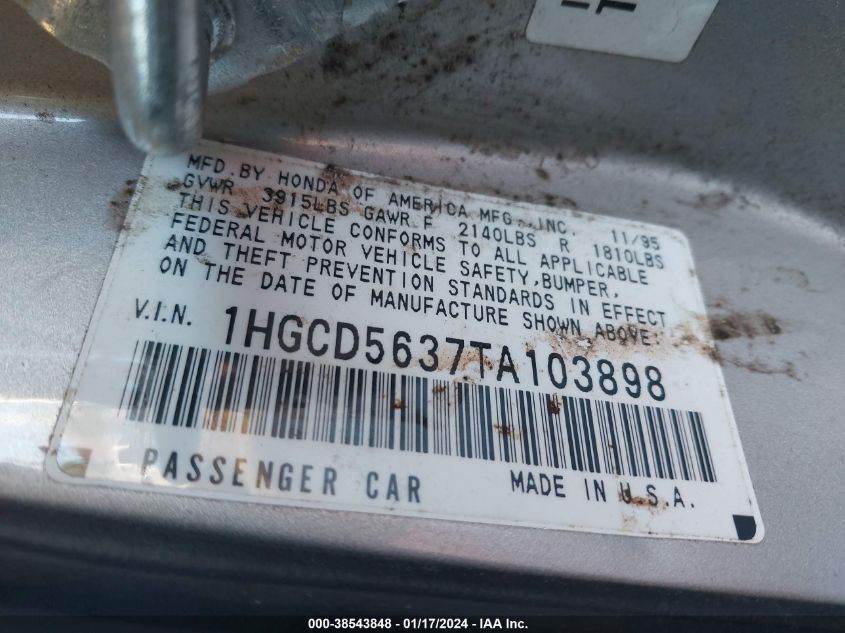 MFD. BY HONDA OF AMERICA MFG., INC. 11/95
GVWR 3915LBS GAWR F 2140LBS R 1810LBS
THIS VEHICLE CONFORMS TO ALL APPLICABLE
FEDERAL MOTOR VEHICLE SAFETY, BUMPER,
AND THEFT PREVENTION STANDARDS IN EFFECT
ON THE DATE OF MANUFACTURE SHOWN ABOVE:
V.I.N. 1HGCD5637TA103898
PASSENGER CAR MADE IN U.S.A.
000-38543848 - 01/17/2024 - IAA Inc.